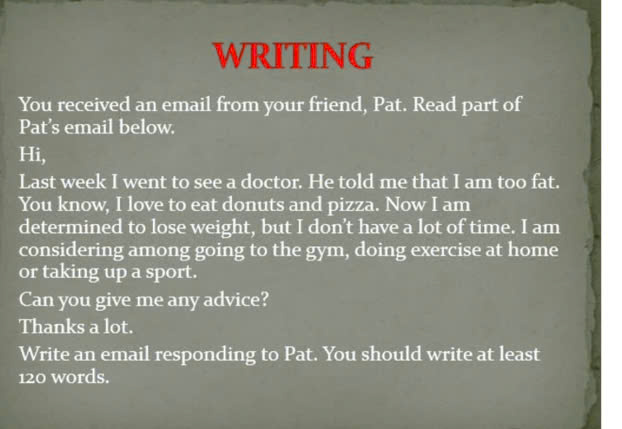 WRITING
You received an email from your friend, Pat. Read part of
Pat's email below.
Hi,
Last week I went to see a doctor. He told me that I am too fat.
You know, I love to eat donuts and pizza. Now I am
determined to lose weight, but I don't have a lot of time. I am
considering among going to the gym, doing exercise at home
or taking up a sport.
Can you give me any advice?
Thanks a lot.
Write an email responding to Pat. You should write at least
120 words.